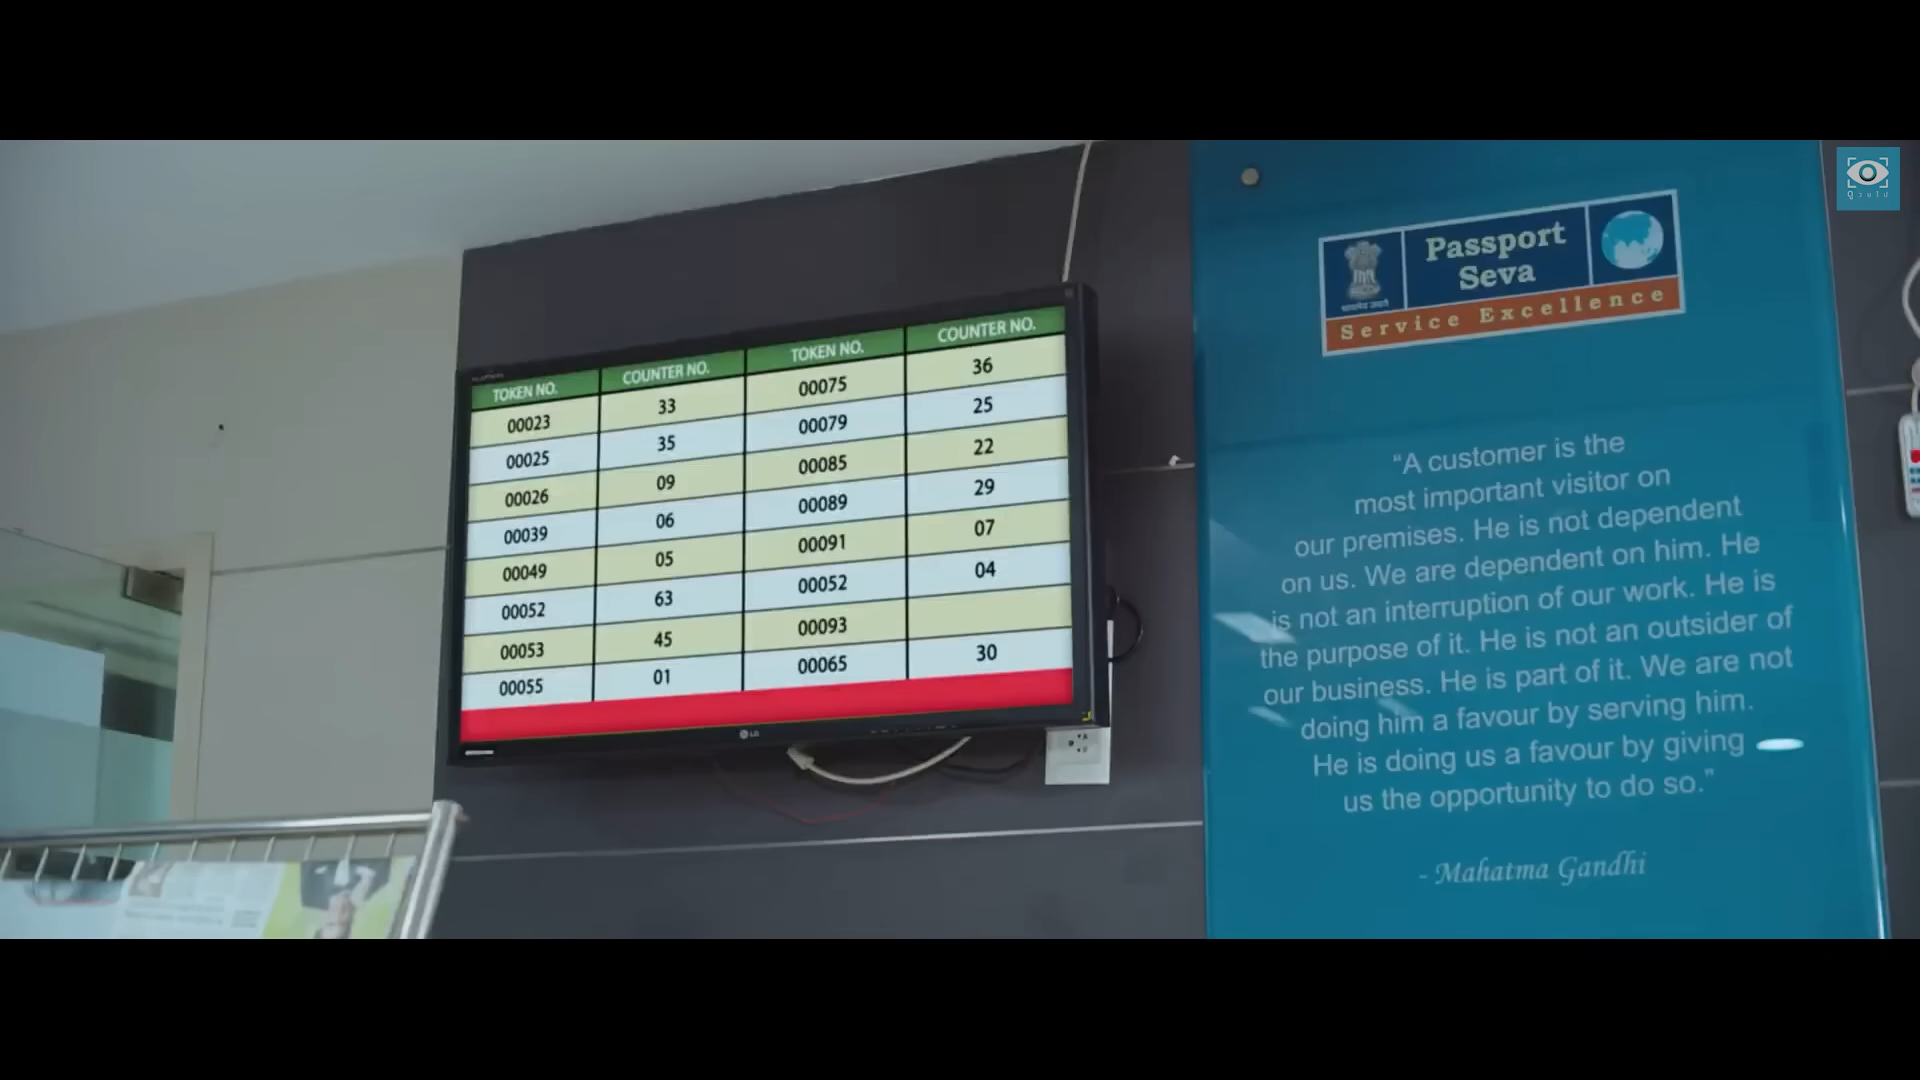 TOKEN NO. COUNTER NO. TOKEN NO. COUNTER NO.
00023 33 00075 36
00025 35 00079 25
00026 09 00085 22
00039 06 00089 29
00049 05 00091 07
00052 63 00052 04
00053 45 00093
00055 01 00065 30
LG
Passport
Seva
Service Excellence
“A customer is the
most important visitor on
our premises. He is not dependent
on us. We are dependent on him. He
is not an interruption of our work. He is
the purpose of it. He is not an outsider of
our business. He is part of it. We are not
doing him a favour by serving him.
He is doing us a favour by giving
us the opportunity to do so.”
- Mahatma Gandhi